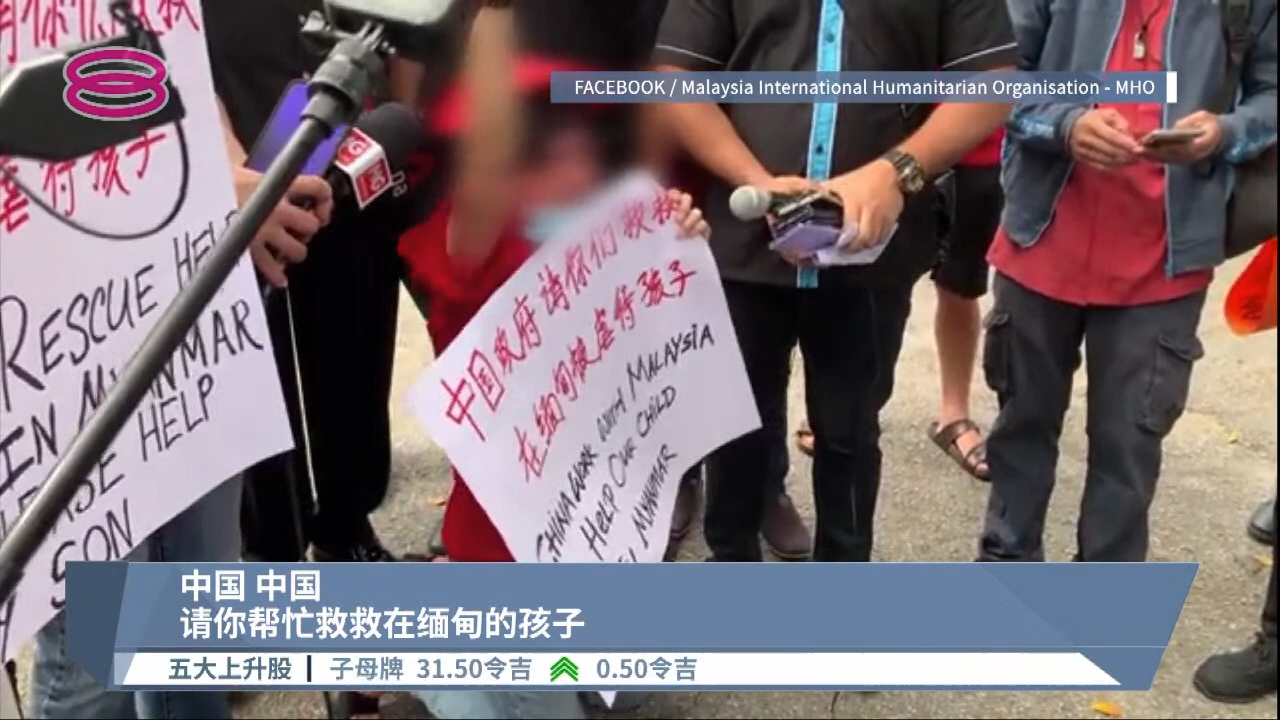 FACEBOOK / Malaysia International Humanitarian Organisation - MHO
待孩子
RESCUE HELP
IN MYANMAR
PLEASE HELP
SON
中国政府请你们救救
在缅甸被虐待孩子
CHINA WORK WITH MALAYSIA
HELP OUR CHILD
MYANMAR
中国 中国
请你帮忙救救在缅甸的孩子
五大上升股 | 子母牌 31.50令吉 0.50令吉